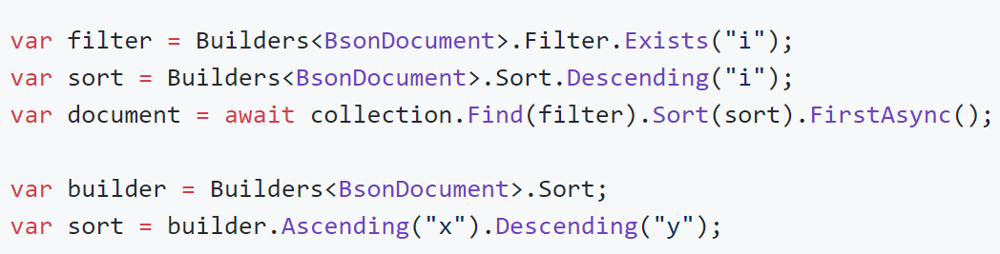 var filter = Builders<BsonDocument>.Filter.Exists("i");
var sort = Builders<BsonDocument>.Sort.Descending("i");
var document = await collection.Find(filter).Sort(sort).FirstAsync();
var builder = Builders<BsonDocument>.Sort;
var sort = builder.Ascending("x").Descending("y");